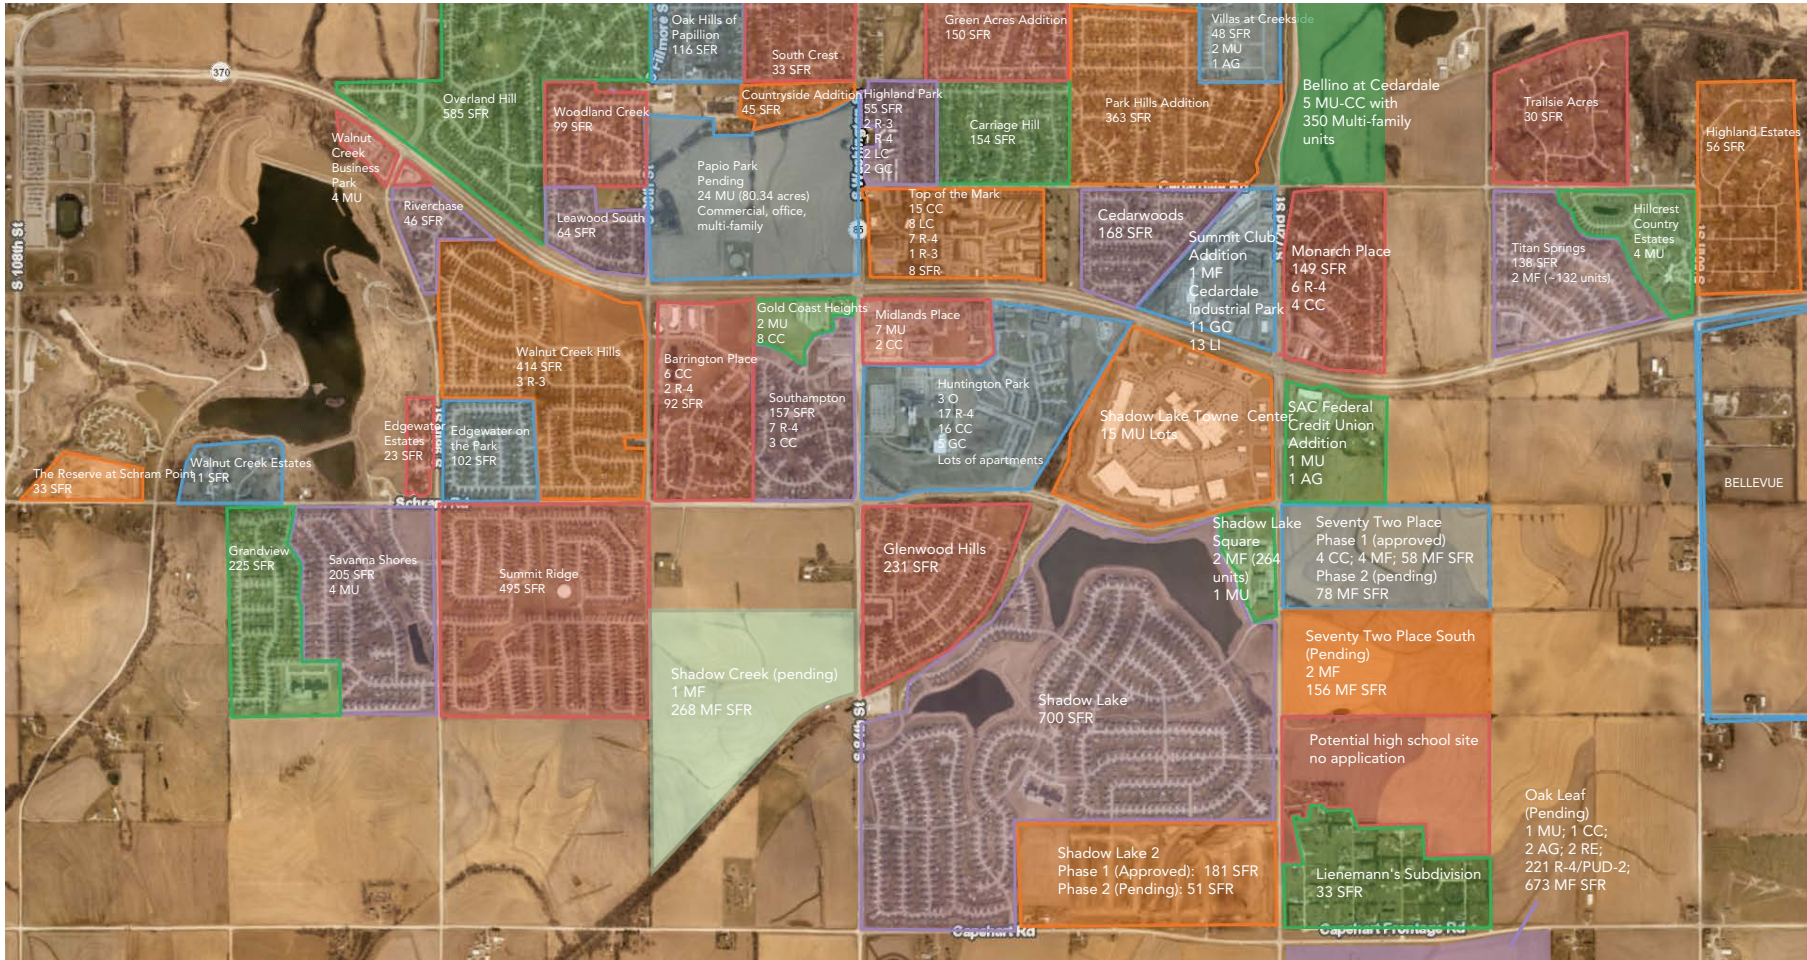 Oak Hills of
Papillion
116 SFR
S Fillmore S
South Crest
33 SFR
Green Acres Addition
150 SFR
Villas at Creekside
48 SFR
2 MU
1 AG
370
Overland Hill
585 SFR
Woodland Creek
99 SFR
Countryside Addition
45 SFR
Highland Park
55 SFR
2 R-3
1 R-4
2 LC
2 GC
Carriage Hill
154 SFR
Park Hills Addition
363 SFR
Bellino at Cedardale
5 MU-CC with
350 Multi-family
units
Trailsie Acres
30 SFR
Highland Estates
56 SFR
Walnut
Creek
Business
Park
4 MU
Riverchase
46 SFR
Leawood South
64 SFR
Papio Park
Pending
24 MU (80.34 acres)
Commercial, office,
multi-family
85
Top of the Mark
15 CC
8 LC
7 R-4
1 R-3
8 SFR
Cedardale Rd
Cedarwoods
168 SFR
Summit Club
Addition
1 MF
Cedardale
Industrial Park
11 GC
13 LI
S 72nd St
Monarch Place
149 SFR
6 R-4
4 CC
Titan Springs
138 SFR
2 MF (~132 units)
Hillcrest
Country
Estates
4 MU
S 108th St
Walnut Creek Hills
414 SFR
3 R-3
Gold Coast Heights
2 MU
8 CC
Barrington Place
6 CC
2 R-4
92 SFR
Southampton
157 SFR
7 R-4
3 CC
Midlands Place
7 MU
2 CC
Huntington Park
3 O
17 R-4
16 CC
5 GC
Lots of apartments
Shadow Lake Towne Center
15 MU Lots
SAC Federal
Credit Union
Addition
1 MU
1 AG
BELLEVUE
Edgewater
Estates
23 SFR
Edgewater on
the Park
102 SFR
The Reserve at Schram Point
33 SFR
Walnut Creek Estates
11 SFR
Schram Rd
Grandview
225 SFR
Savanna Shores
205 SFR
4 MU
Summit Ridge
495 SFR
Glenwood Hills
231 SFR
Shadow Lake
Square
2 MF (264
units)
1 MU
Seventy Two Place
Phase 1 (approved)
4 CC; 4 MF; 58 MF SFR
Phase 2 (pending)
78 MF SFR
Seventy Two Place South
(Pending)
2 MF
156 MF SFR
Shadow Creek (pending)
1 MF
268 MF SFR
S 84th St
Shadow Lake
700 SFR
Potential high school site
no application
Oak Leaf
(Pending)
1 MU; 1 CC;
2 AG; 2 RE;
221 R-4/PUD-2;
673 MF SFR
Shadow Lake 2
Phase 1 (Approved): 181 SFR
Phase 2 (Pending): 51 SFR
Lienemann's Subdivision
33 SFR
Capehart Rd
Capehart Frontage Rd